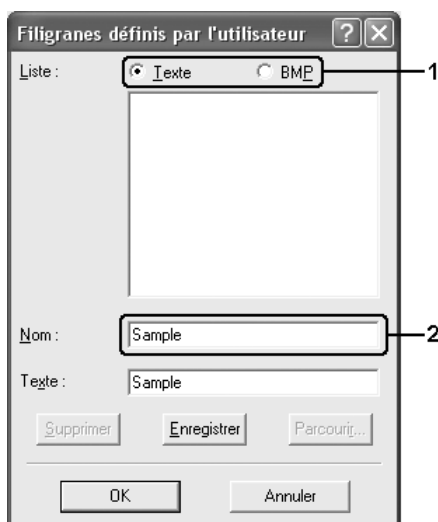 Filigranes définis par l'utilisateur ? X
Liste : Texte BMP 1
Nom : Sample 2
Texte : Sample
Supprimer Enregistrer Parcourir...
OK Annuler